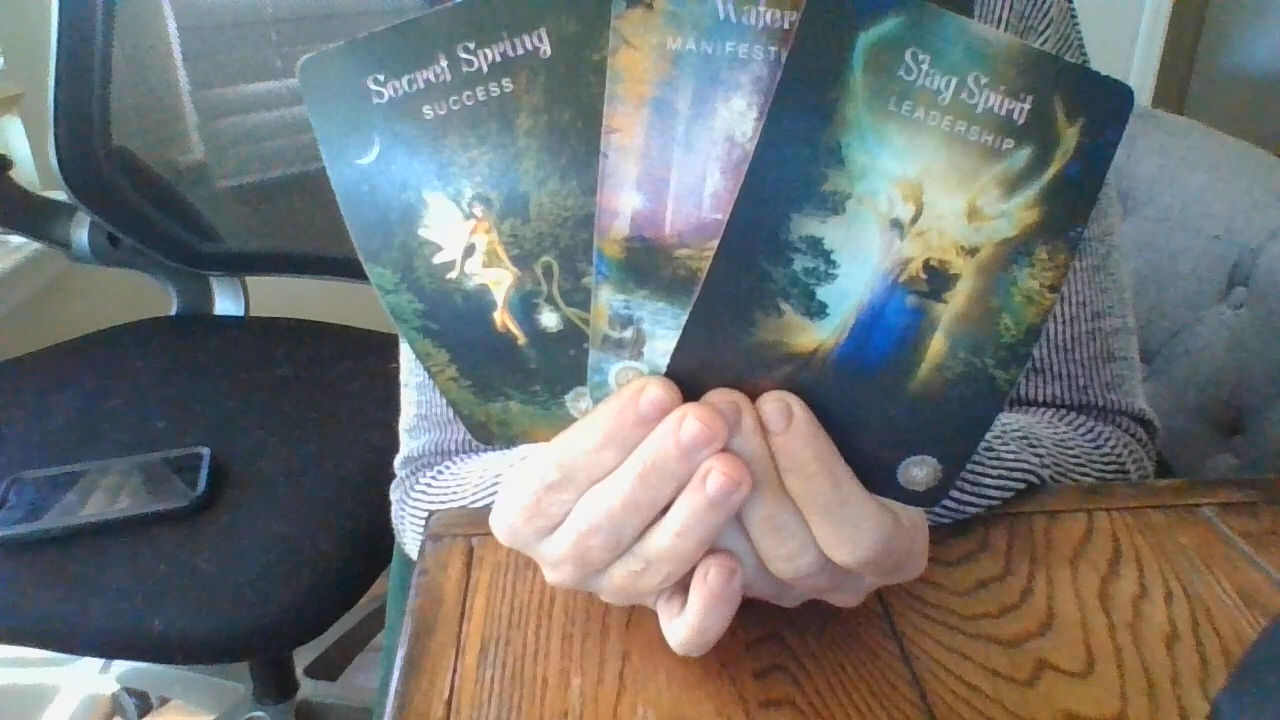 Secret Spring
SUCCESS
Water
MANIFEST
Stag Spirit
LEADERSHIP